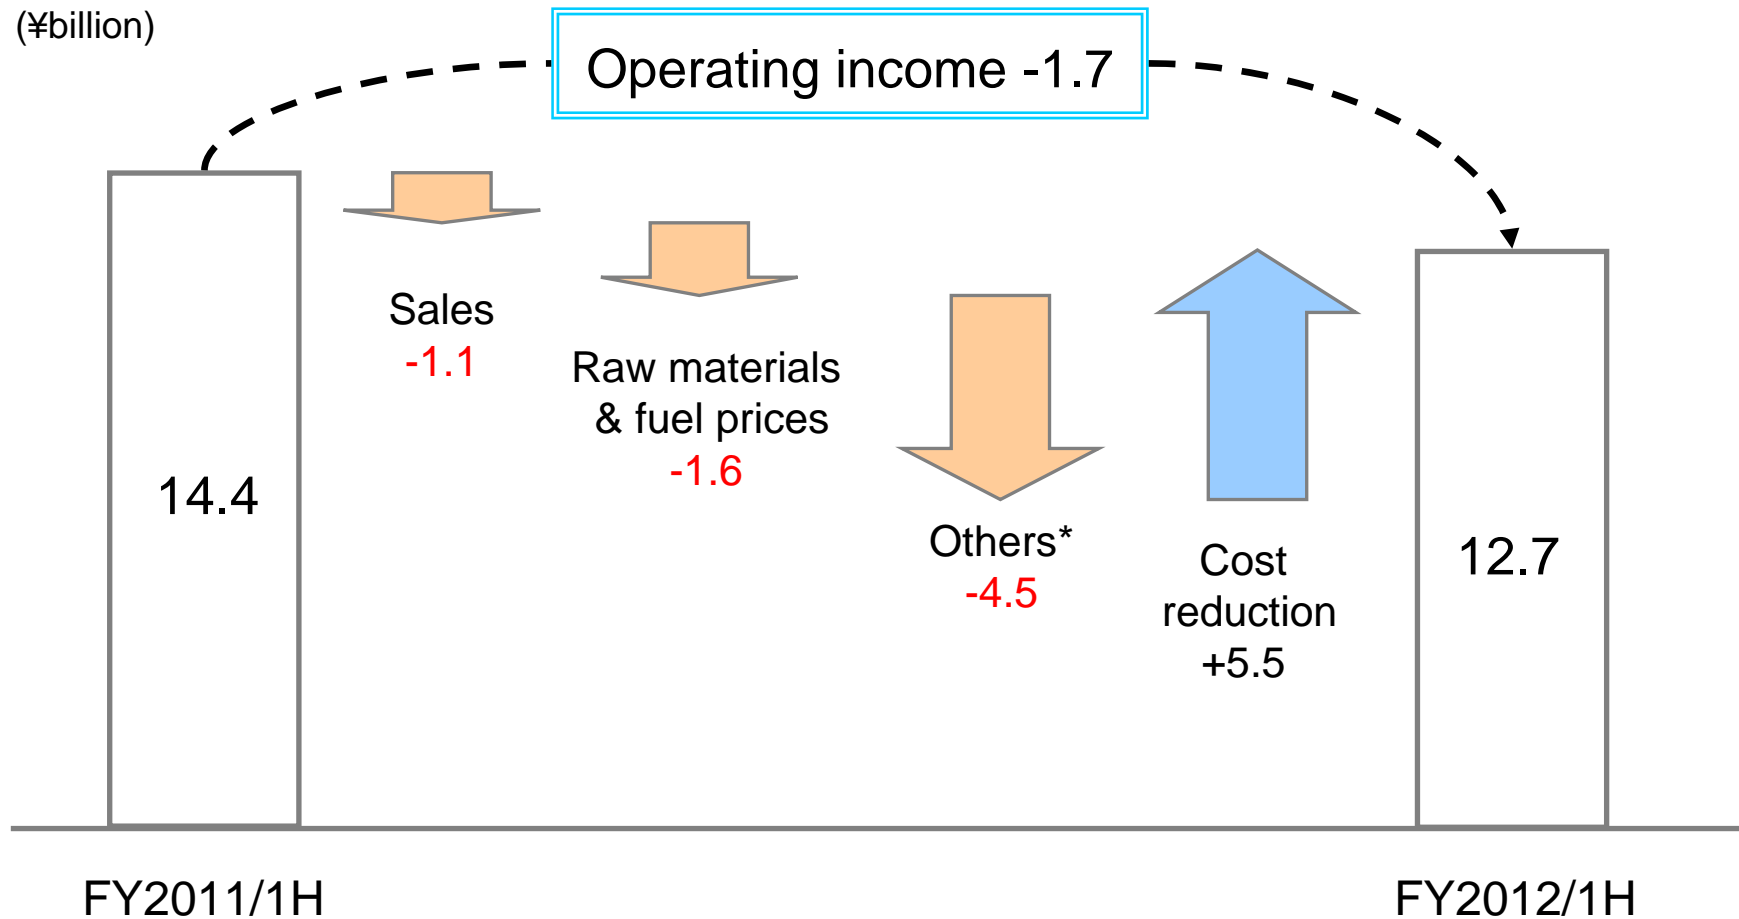 (¥billion)
Operating income -1.7
Sales
-1.1
Raw materials
& fuel prices
-1.6
Others*
-4.5
Cost
reduction
+5.5
14.4
12.7
FY2011/1H
FY2012/1H